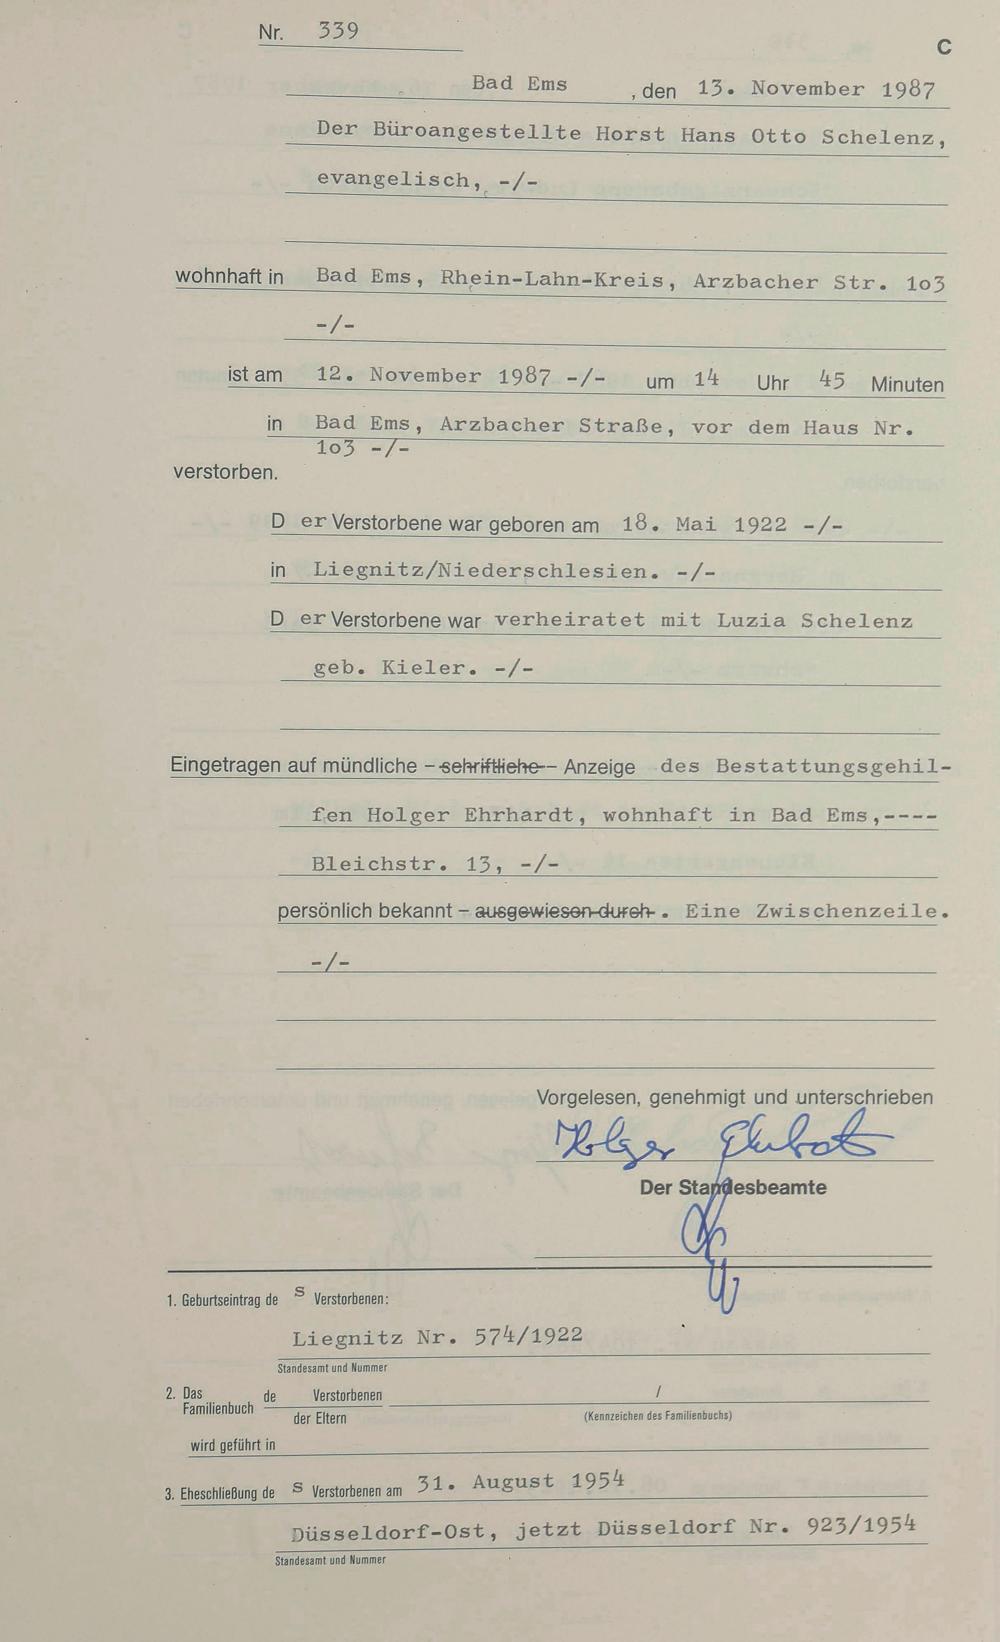 Nr. 339
C
Bad Ems , den 13. November 1987
Der Büroangestellte Horst Hans Otto Schelenz,
evangelisch, -/-
wohnhaft in Bad Ems, Rhein-Lahn-Kreis, Arzbacher Str. 1o3
-/-
ist am 12. November 1987 -/- um 14 Uhr 45 Minuten
in Bad Ems, Arzbacher Straße, vor dem Haus Nr.
1o3 -/-
verstorben.
D er Verstorbene war geboren am 18. Mai 1922 -/-
in Liegnitz/Niederschlesien. -/-
D er Verstorbene war verheiratet mit Luzia Schelenz
geb. Kieler. -/-
Eingetragen auf mündliche – schriftliche – Anzeige des Bestattungsgehil-
fen Holger Ehrhardt, wohnhaft in Bad Ems,----
Bleichstr. 13, -/-
persönlich bekannt – ausgewiesen durch . Eine Zwischenzeile.
-/-
Vorgelesen, genehmigt und unterschrieben
Holger
Der Standesbeamte
1. Geburtseintrag de s Verstorbenen:
Liegnitz Nr. 574/1922
Standesamt und Nummer
2. Das Familienbuch de Verstorbenen /
der Eltern (Kennzeichen des Familienbuchs)
wird geführt in
3. Eheschließung de s Verstorbenen am 31. August 1954
Düsseldorf-Ost, jetzt Düsseldorf Nr. 923/1954
Standesamt und Nummer